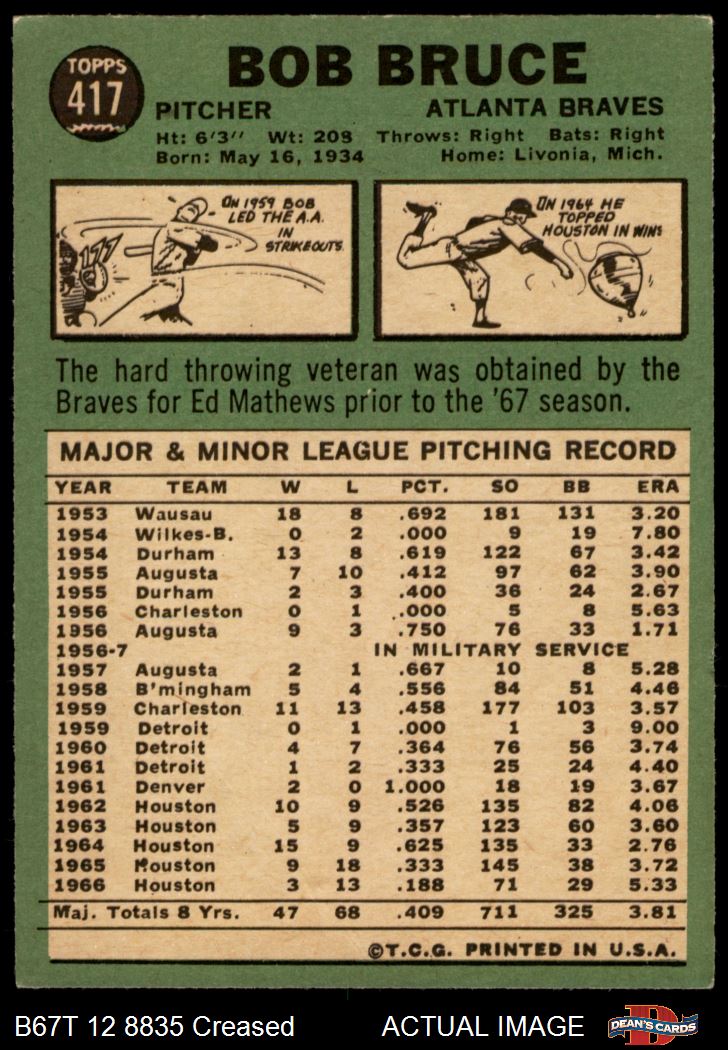 TOPPS
417
BOB BRUCE
PITCHER ATLANTA BRAVES
Ht: 6'3" Wt: 208 Throws: Right Bats: Right
Born: May 16, 1934 Home: Livonia, Mich.
IN 1959 BOB
LED THE A.A.
IN
STRIKEOUTS
177
IN 1964 HE
TOPPED
HOUSTON IN WINS
The hard throwing veteran was obtained by the
Braves for Ed Mathews prior to the '67 season.
MAJOR & MINOR LEAGUE PITCHING RECORD
YEAR TEAM W L PCT. SO BB ERA
1953 Wausau 18 8 .692 181 131 3.20
1954 Wilkes-B. 0 2 .000 9 19 7.80
1954 Durham 13 8 .619 122 67 3.42
1955 Augusta 7 10 .412 97 62 3.90
1955 Durham 2 3 .400 36 24 2.67
1956 Charleston 0 1 .000 5 8 5.63
1956 Augusta 9 3 .750 76 33 1.71
1956-7 IN MILITARY SERVICE
1957 Augusta 2 1 .667 10 8 5.28
1958 B'mingham 5 4 .556 84 51 4.46
1959 Charleston 11 13 .458 177 103 3.57
1959 Detroit 0 1 .000 1 3 9.00
1960 Detroit 4 7 .364 76 56 3.74
1961 Detroit 1 2 .333 25 24 4.40
1961 Denver 2 0 1.000 18 19 3.67
1962 Houston 10 9 .526 135 82 4.06
1963 Houston 5 9 .357 123 60 3.60
1964 Houston 15 9 .625 135 33 2.76
1965 Houston 9 18 .333 145 38 3.72
1966 Houston 3 13 .188 71 29 5.33
Maj. Totals 8 Yrs. 47 68 .409 711 325 3.81
©T.C.G. PRINTED IN U.S.A.
B67T 12 8835 Creased ACTUAL IMAGE
D
DEAN'S CARDS